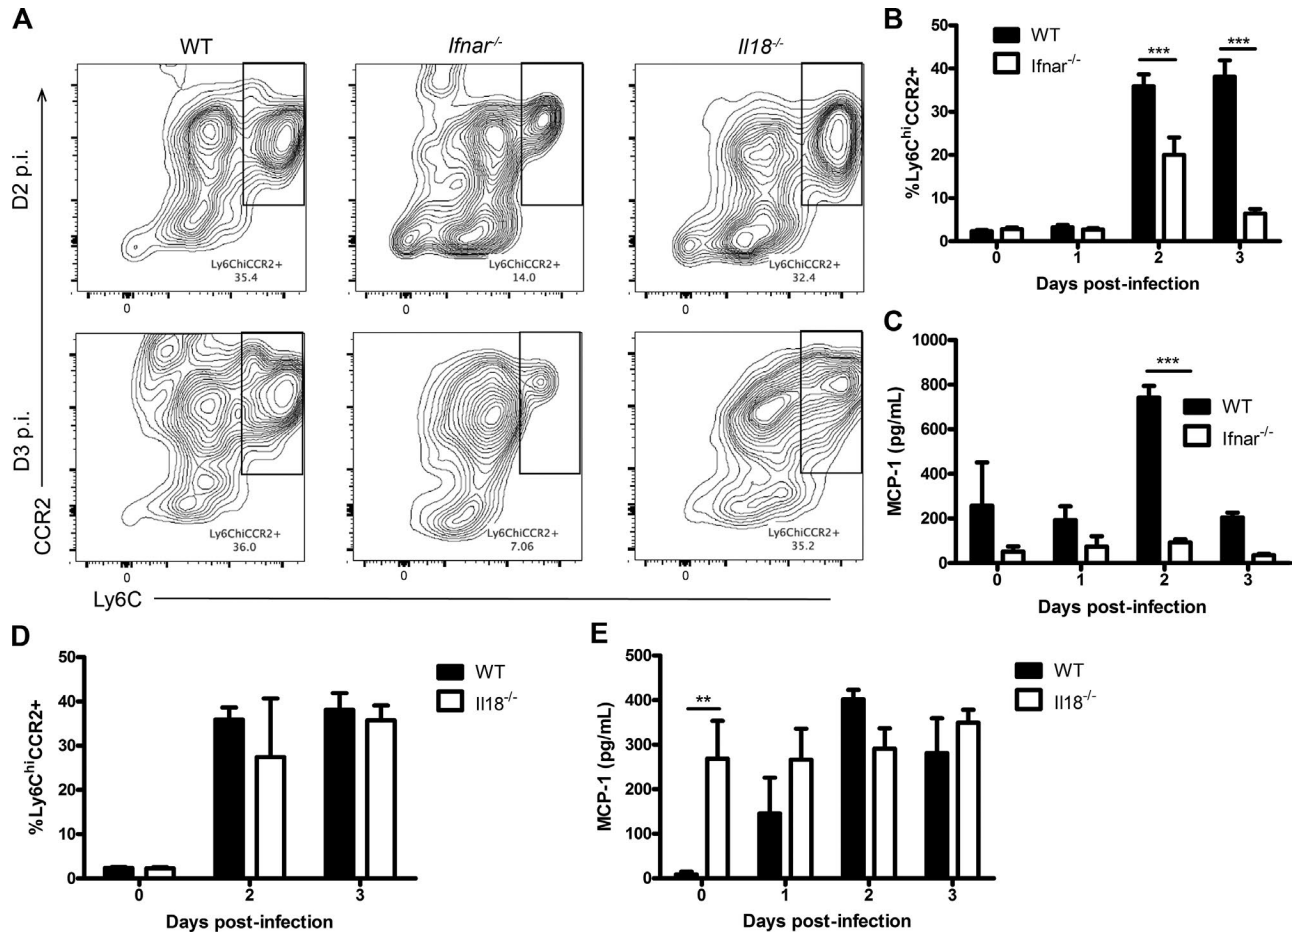 A
WT
Ifnar-/-
Il18-/-
D2 p.i.
Ly6ChiCCR2+
35.4
0
Ly6ChiCCR2+
14.0
0
Ly6ChiCCR2+
32.4
0
D3 p.i.
Ly6ChiCCR2+
36.0
0
Ly6ChiCCR2+
7.06
0
Ly6ChiCCR2+
35.2
0
CCR2
Ly6C
B
WT
Ifnar-/-
%Ly6ChiCCR2+
50
40
30
20
10
0
***
***
0 1 2 3
Days post-infection
C
MCP-1 (pg/mL)
1000
800
600
400
200
0
***
WT
Ifnar-/-
0 1 2 3
Days post-infection
D
%Ly6ChiCCR2+
50
40
30
20
10
0
WT
Il18-/-
0 2 3
Days post-infection
E
MCP-1 (pg/mL)
500
400
300
200
100
0
**
WT
Il18-/-
0 1 2 3
Days post-infection